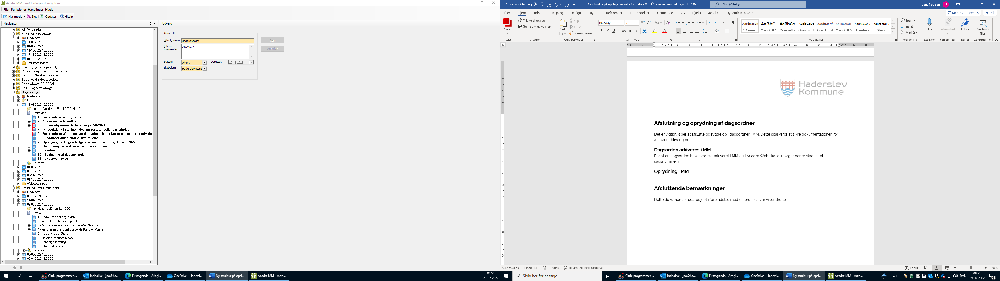 Acadre MM - møde/dagsordenssystem
Filer Funktioner Handlinger Hjælp
Nyt møde Slet Opdater Hjælp
Navigator
KB Temamøder
Kultur- og Fritidsudvalget
Medlemmer
11-08-2022 16:00:00
01-09-2022 16:00:00
11-10-2022 16:00:00
17-11-2022 16:00:00
01-12-2022 16:00:00
Afsluttede møder
Land- og Byudviklingsudvalget
Politisk styregruppe - Tour de France
Senior- og Sundhedsudvalget
Social- og Handicapudvalget
Socialudvalget 2018-2021
Teknik- og Klimaudvalget
Ungeudvalget
Medlemmer
Kø
11-08-2022 15:00:00
Kø UU - Deadline - 29. juli 2022, kl.: 10
Dagsorden
1 - Godkendelse af dagsorden
2 - Aftaler om ny hovedlov
3 - Borgerrådgiverens årsberetning 2020-2021
4 - Introduktion til særlige indsatser og tværfagligt samarbejde
5 - Godkendelse af procesplan til udarbejdelse af kommissorium for at udvikle
6 - Budgetopfølgning efter 2. kvartal 2022
7 - Opfølgning på Ungeudvalgets seminar den 11. og 12. maj 2022
8 - Orientering fra medlemmer og administration
9 - Eventuelt
10 - Evaluering af dagens møde
11 - Underskriftsside
Deltagere
01-09-2022 15:00:00
06-10-2022 15:00:00
03-11-2022 15:00:00
01-12-2022 15:00:00
Afsluttede møder
Vækst- og Udviklingsudvalget
Medlemmer
08-12-2021 18:40:00
11-01-2022 13:00:00
09-02-2022 10:00:00
Kø - deadline 25. jan. kl. 10.00
Referat
1 - Godkendelse af dagsorden
2 - Introduktion til Jomfrustiprojektet
3 - Kunst i området omkring Fighter Wing Skrydstrup
4 - Igangsætning af projekt Levende Bymidte i Vojens
5 - Medlemskab af Gronet
6 - Tidsplan for budgetproces
7 - Gensidig orientering
8 - Underskriftsside
Deltagere
08-03-2022 13:00:00
05-04-2022 13:00:00
Udvalg
Generelt
Udvalgsnavn: Ungeudvalget
Intern kommentar: 21/24527
Status: Aktivt Oprettet: 25-11-2021
Skabelon: Haderslev stand
Gem
Annuller
Automatisk lagring Ny struktur på opslagsværket - formalia - V4 • Senest ændret: I går kl. 16:09 Søg (Alt+Q) Jens Poulsen JP
Filer Hjem Indsæt Tegning Design Layout Referencer Forsendelser Gennemse Vis Hjælp Acadre DynamicTemplate Kommentarer Del
Assist
Assist
Tilknyt til en sag
Gem som ny version
Acadre
Sæt ind
Klip
Kopiér
Formatpensel
Udklipsholder
Raleway 9
Skrifttype
Afsnit
AaBbCcDc ¶ Normal
AaBbCc Overskrift 1
AaBbCcl Overskrift 2
AaBbCcDc Overskrift 3
AaBbCcDd Overskrift 4
AaBbCcDdE Overskrift 5
AaBbCcDdE Fremhæv
AaBbCcDdE Stærk
Typografier
Søg
Erstat
Markér
Redigering
Dikter
Stemme
Følsomhed
Følsomhed
Editor
Editor
Genbrug filer
Genbrug filer
Haderslev
Kommune
Afslutning og oprydning af dagsordner
Det er vigtigt løber at afslutte og rydde op i dagsordner i MM. Dette skal vi for at sikre dokumentationen for
at møder bliver gemt.
Dagsorden arkiveres i MM
For at en dagsorden bliver korrekt arkiveret i MM og i Acadre Web skal du sørger der er skrevet et
sagsnummer i
Oprydning i MM
Afsluttende bemærkninger
Dette dokument er udarbejdet i forbindelse med en proces hvor vi ændrede
Side 55 af 55 11556 ord Dansk Tilgængelighed: Undersøg Fokus 120 %
Citrix programmer ... Indbakke - jpo@ha... FirstAgenda - Arbej... OneDrive - Hadersl... Ny struktur på opsl... Acadre MM - mød... 08:50
29-07-2022
Skriv her for at søge Citrix programmer ... Indbakke - jpo@ha... FirstAgenda - Arbej... OneDrive - Hadersl... Ny struktur på opsl... Acadre MM - mød... Sted... DAN 08:50
29-07-2022